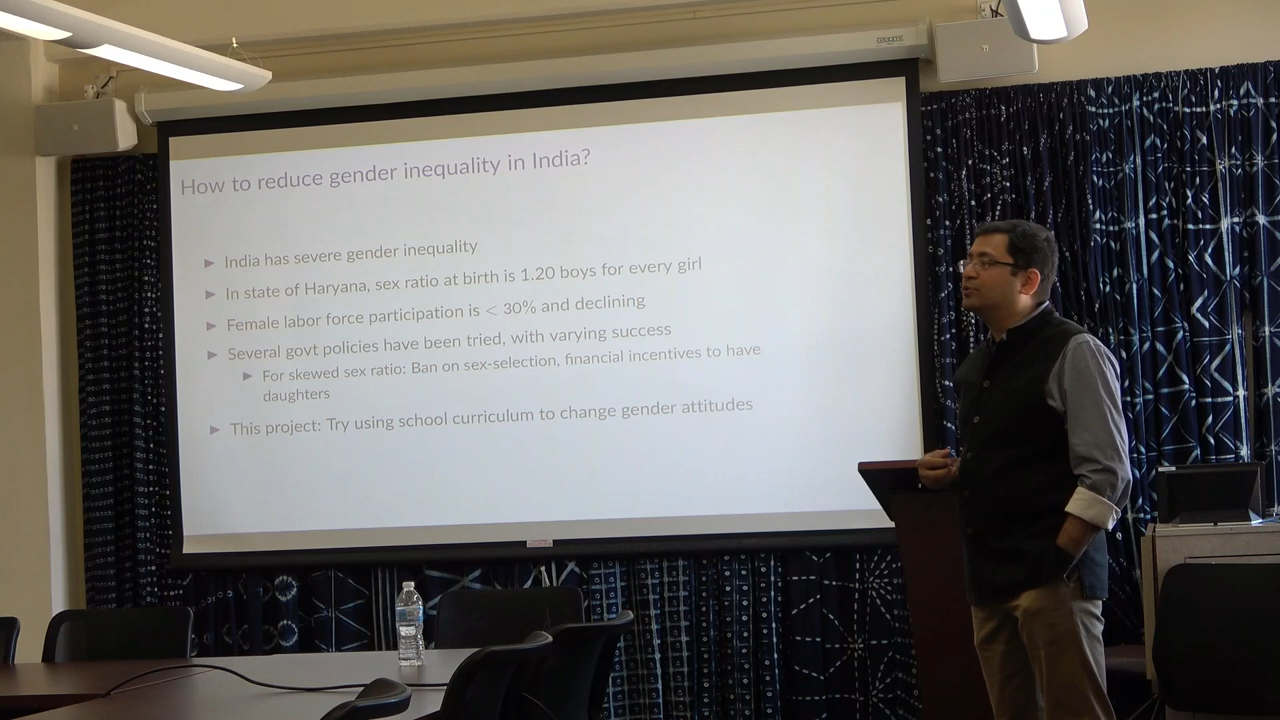 How to reduce gender inequality in India?
▶ India has severe gender inequality
▶ In state of Haryana, sex ratio at birth is 1.20 boys for every girl
▶ Female labor force participation is < 30% and declining
▶ Several govt policies have been tried, with varying success
▶ For skewed sex ratio: Ban on sex-selection, financial incentives to have
daughters
▶ This project: Try using school curriculum to change gender attitudes